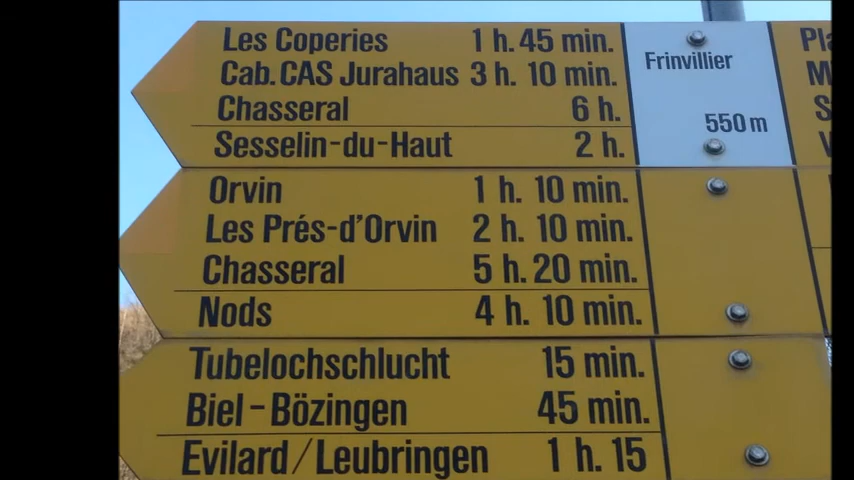 Les Coperies 1 h. 45 min.
Cab. CAS Jurahaus 3 h. 10 min.
Chasseral 6 h.
Sesselin-du-Haut 2 h.
Frinvillier
550 m
Orvin 1 h. 10 min.
Les Prés-d'Orvin 2 h. 10 min.
Chasseral 5 h. 20 min.
Nods 4 h. 10 min.
Tubelochschlucht 15 min.
Biel-Bözingen 45 min.
Evilard/Leubringen 1 h. 15